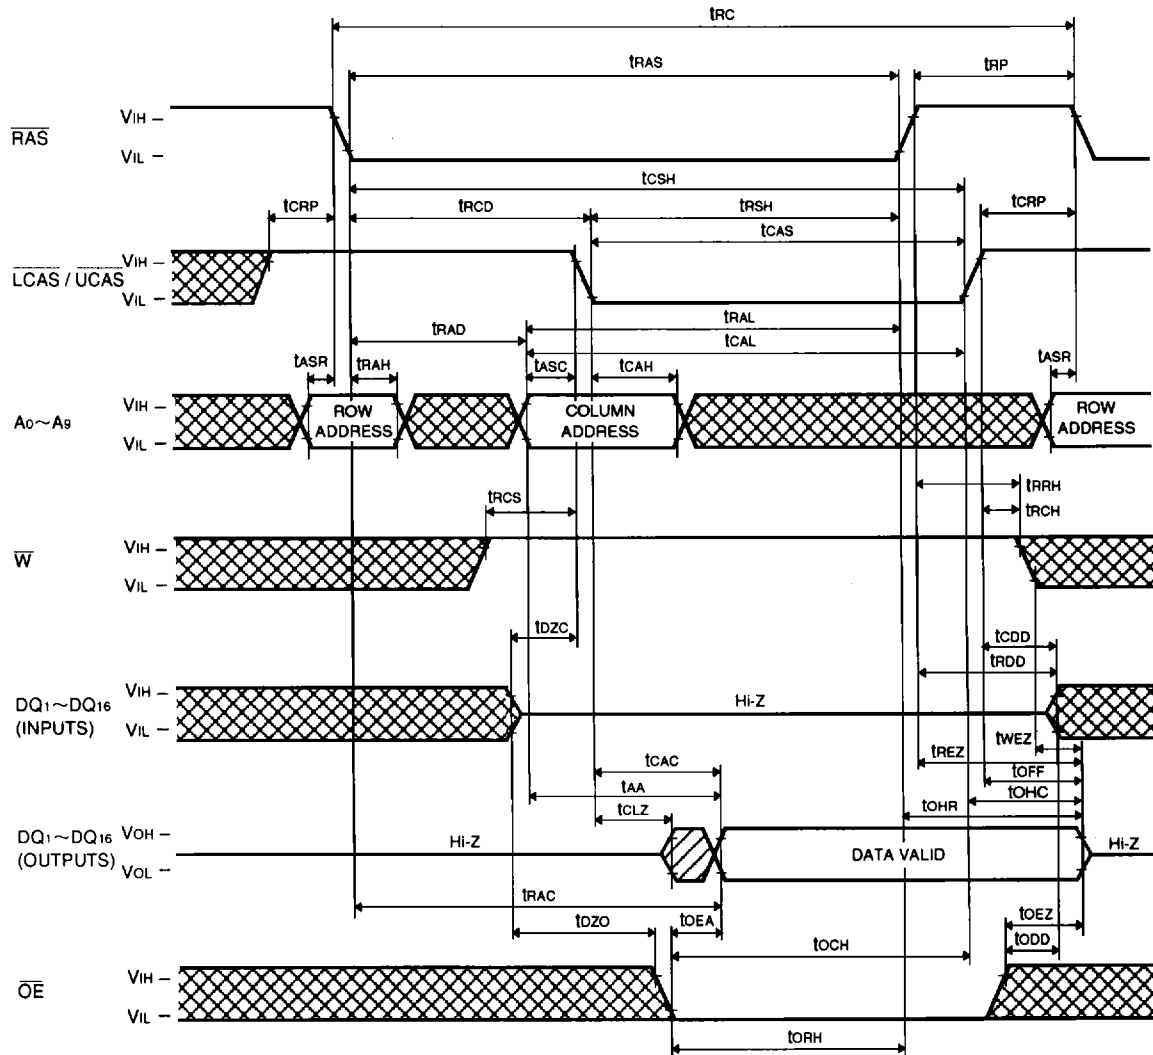 tRC
tRAS
tRP
RAS
VIH
VIL
tCSH
tCRP
tRCD
tRSH
tCRP
tCAS
LCAS / UCAS
VIH
VIL
tRAL
tRAD
tCAL
tASR
tRAH
tASC
tCAH
tASR
A0~A9
VIH
VIL
ROW
ADDRESS
COLUMN
ADDRESS
ROW
ADDRESS
tRRH
tRCS
tRCH
W
VIH
VIL
tDZC
tCDD
tRDD
DQ1~DQ16
(INPUTS)
VIH
VIL
Hi-Z
tWEZ
tREZ
tCAC
tOFF
tAA
tOHC
tCLZ
tOHR
DQ1~DQ16
(OUTPUTS)
VOH
VOL
Hi-Z
DATA VALID
Hi-Z
tRAC
tDZO
tOEA
tOEZ
tOCH
tODD
OE
VIH
VIL
tORH